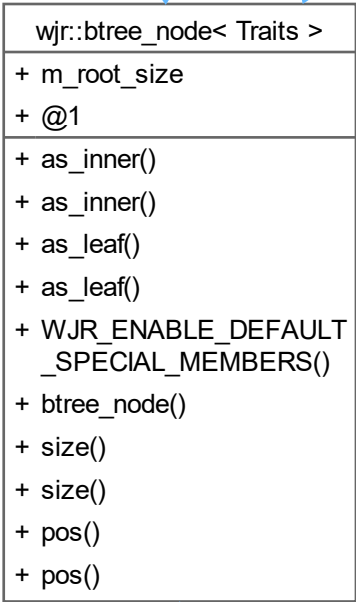 wjr::btree_node< Traits >
+ m_root_size
+ @1
+ as_inner()
+ as_inner()
+ as_leaf()
+ as_leaf()
+ WJR_ENABLE_DEFAULT
_SPECIAL_MEMBERS()
+ btree_node()
+ size()
+ size()
+ pos()
+ pos()